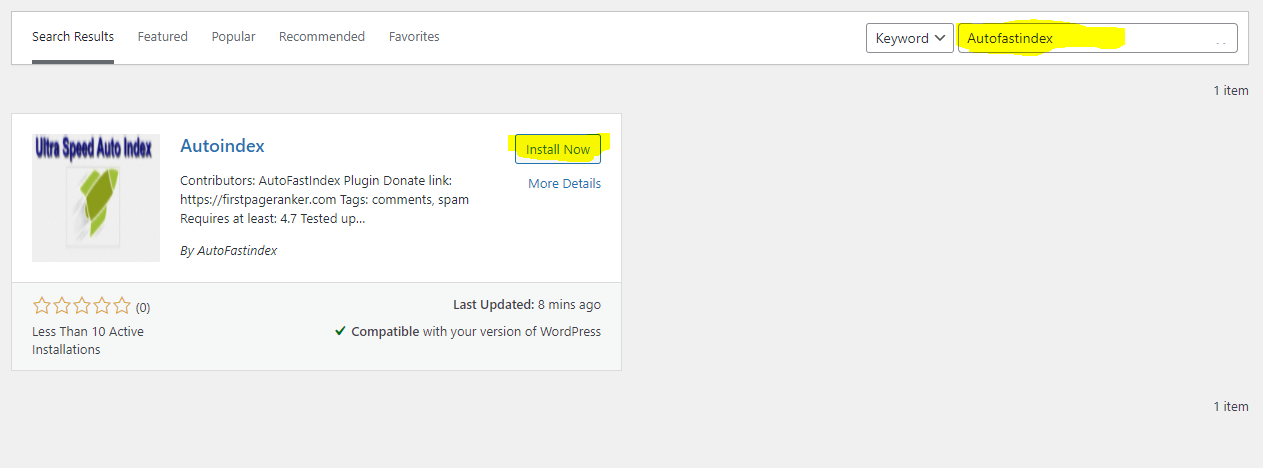 Search Results Featured Popular Recommended Favorites Keyword Autofastindex
1 item
Ultra Speed Auto Index
Autoindex
Install Now
Contributors: AutoFastIndex Plugin Donate link:
More Details
https://firstpageranker.com Tags: comments, spam
Requires at least: 4.7 Tested up...
By AutoFastindex
(0)
Last Updated: 8 mins ago
Less Than 10 Active
Installations
Compatible with your version of WordPress
1 item